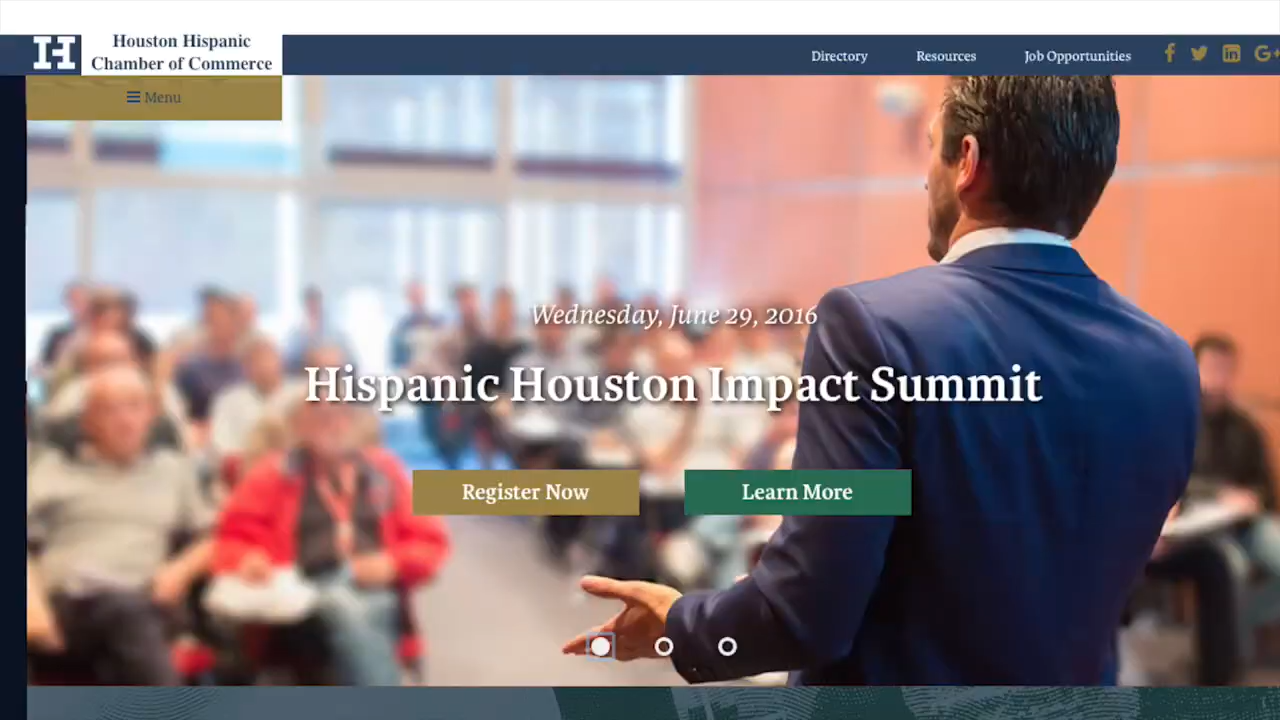 Houston Hispanic
Chamber of Commerce
Directory
Resources
Job Opportunities
Menu
Wednesday, June 29, 2016
Hispanic Houston Impact Summit
Register Now
Learn More